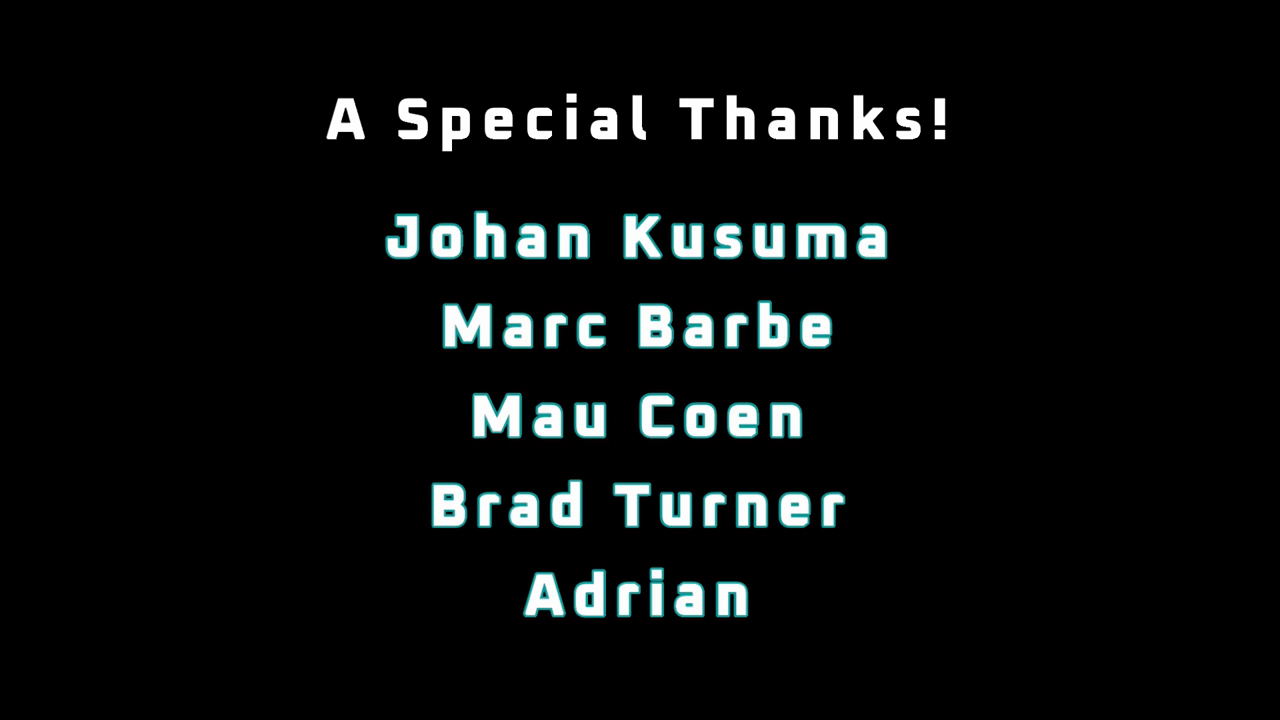 A Special Thanks!
Johan Kusuma
Marc Barbe
Mau Coen
Brad Turner
Adrian